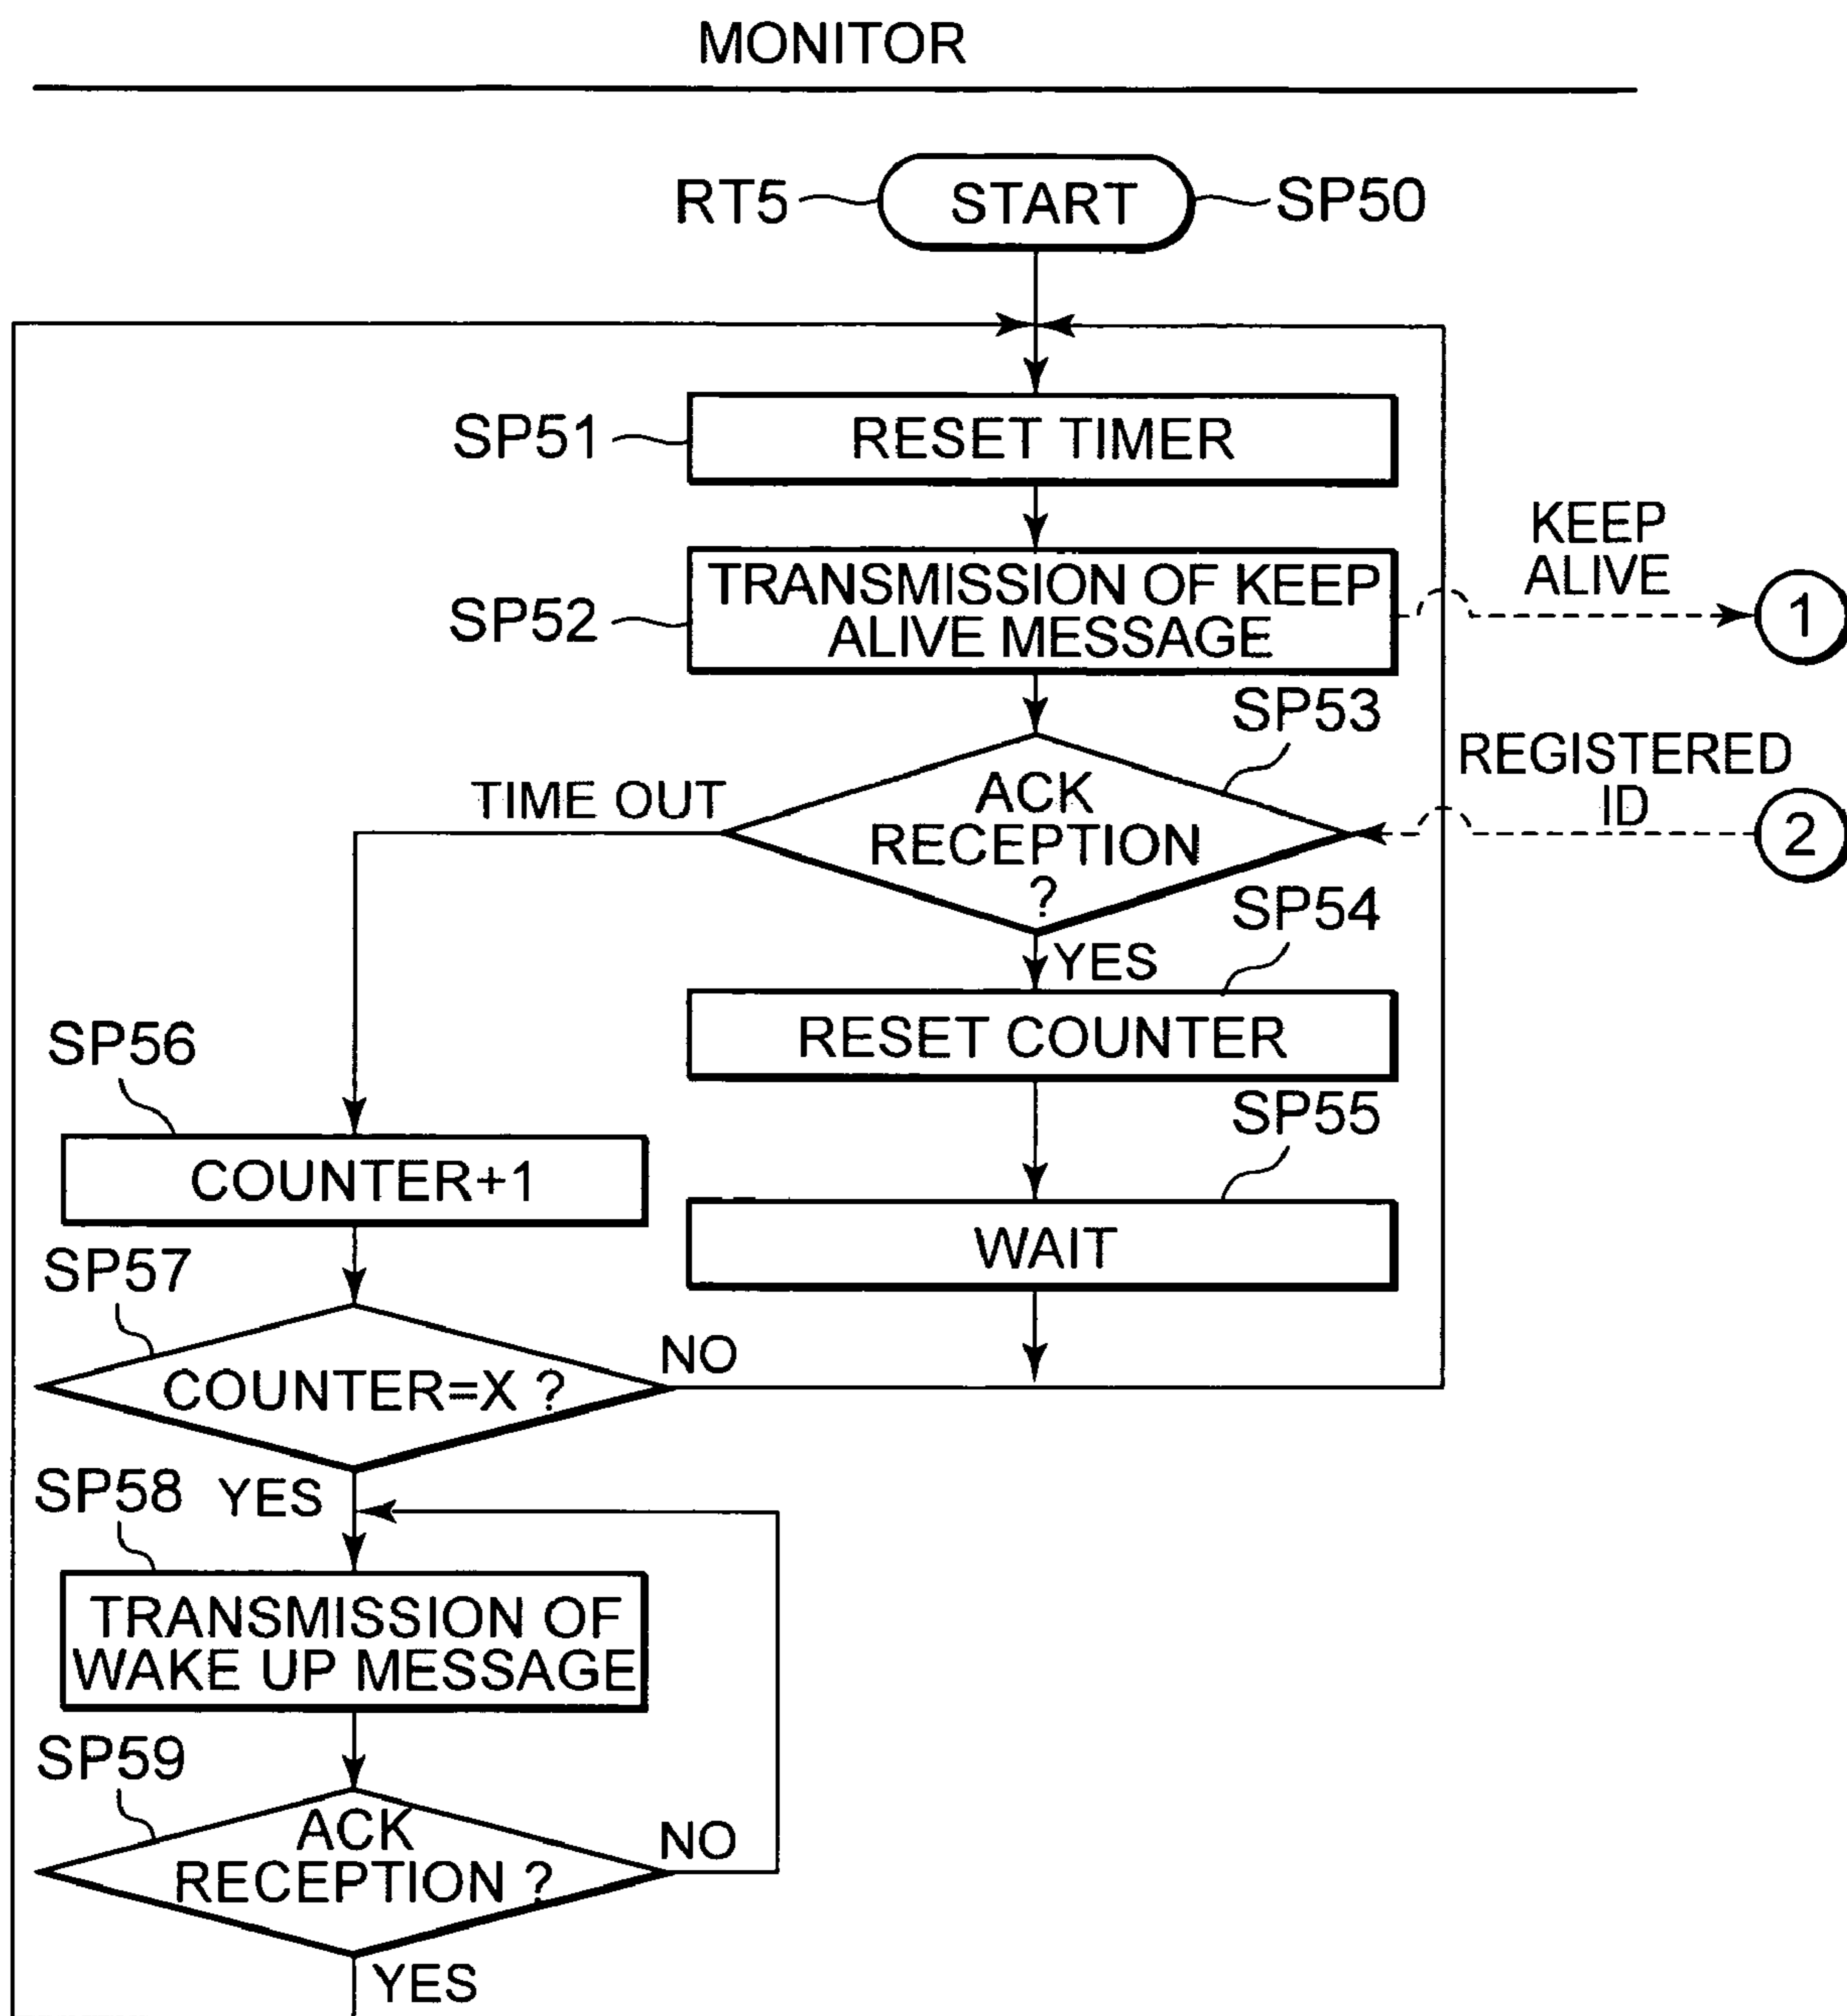 MONITOR
RT5
START
SP50
SP51
RESET TIMER
KEEP
ALIVE
SP52
TRANSMISSION OF KEEP
ALIVE MESSAGE
1
SP53
REGISTERED
ID
TIME OUT
ACK
RECEPTION
?
2
SP54
YES
RESET COUNTER
SP56
SP55
COUNTER+1
WAIT
SP57
NO
COUNTER=X ?
SP58
YES
TRANSMISSION OF
WAKE UP MESSAGE
SP59
ACK
RECEPTION ?
NO
YES